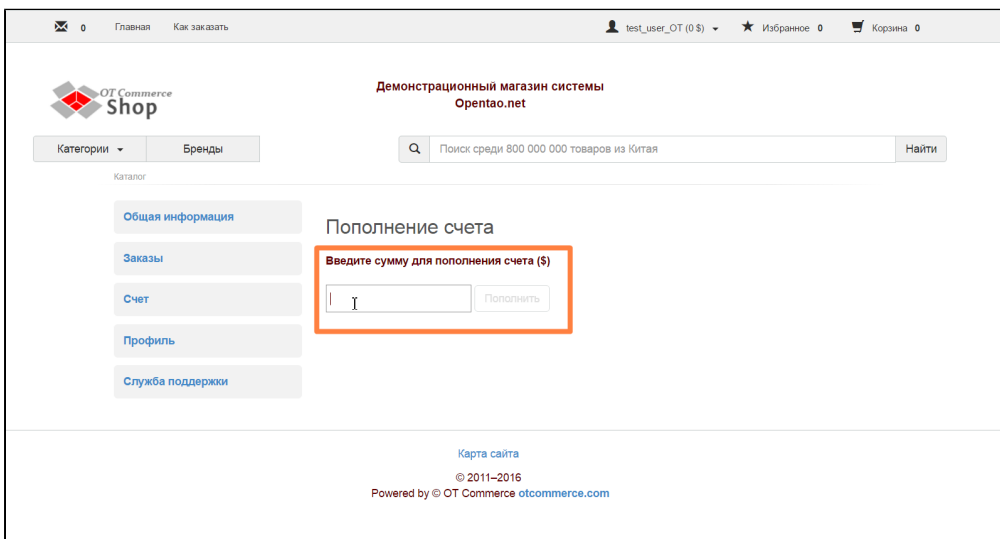 0 Главная Как заказать test_user_OT (0 $) Избранное 0 Корзина 0
OT Commerce
Shop
Демонстрационный магазин системы
Opentao.net
Категории Бренды Поиск среди 800 000 000 товаров из Китая Найти
Каталог
Общая информация
Заказы
Счет
Профиль
Служба поддержки
Пополнение счета
Введите сумму для пополнения счета ($)
Пополнить
Карта сайта
© 2011–2016
Powered by © OT Commerce otcommerce.com